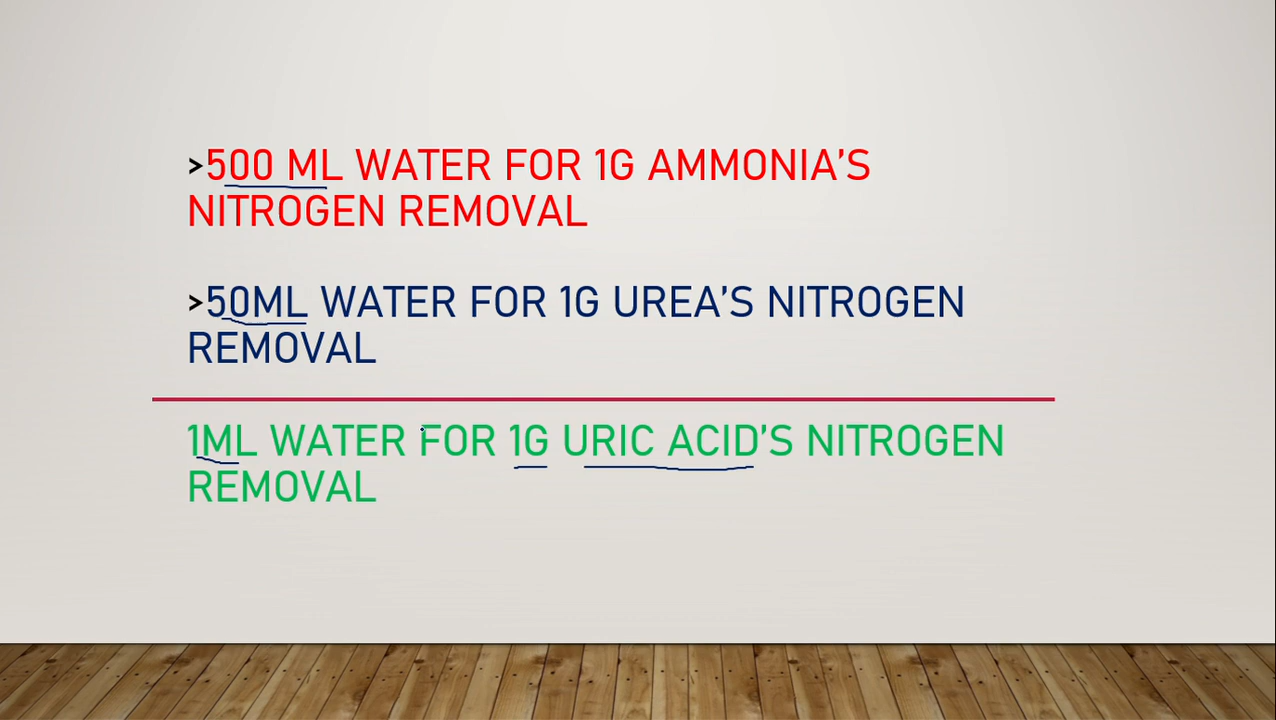 >500 ML WATER FOR 1G AMMONIA’S
NITROGEN REMOVAL
>50ML WATER FOR 1G UREA’S NITROGEN
REMOVAL
1ML WATER FOR 1G URIC ACID’S NITROGEN
REMOVAL